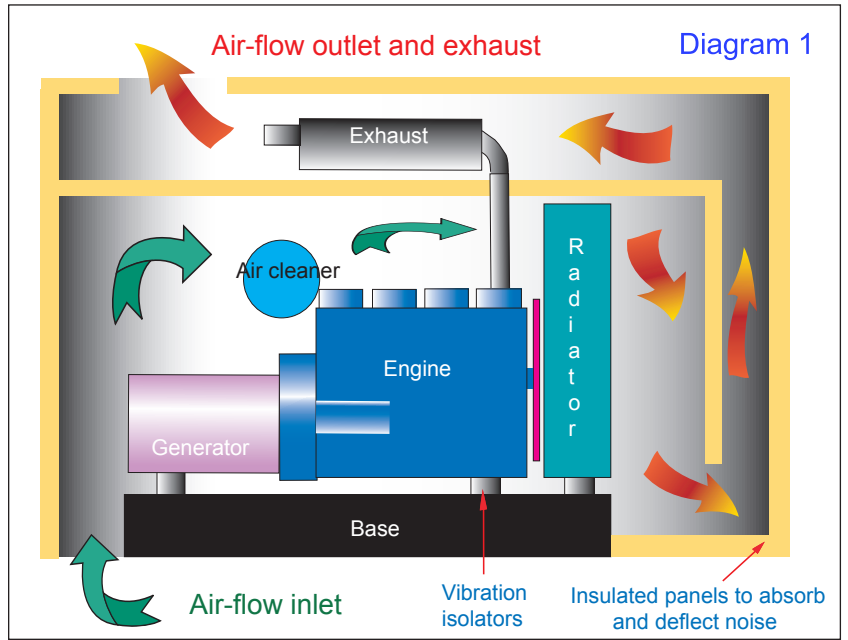 Air-flow outlet and exhaust
Diagram 1
Exhaust
Air cleaner
Radiator
Engine
Generator
Base
Air-flow inlet
Vibration
isolators
Insulated panels to absorb
and deflect noise